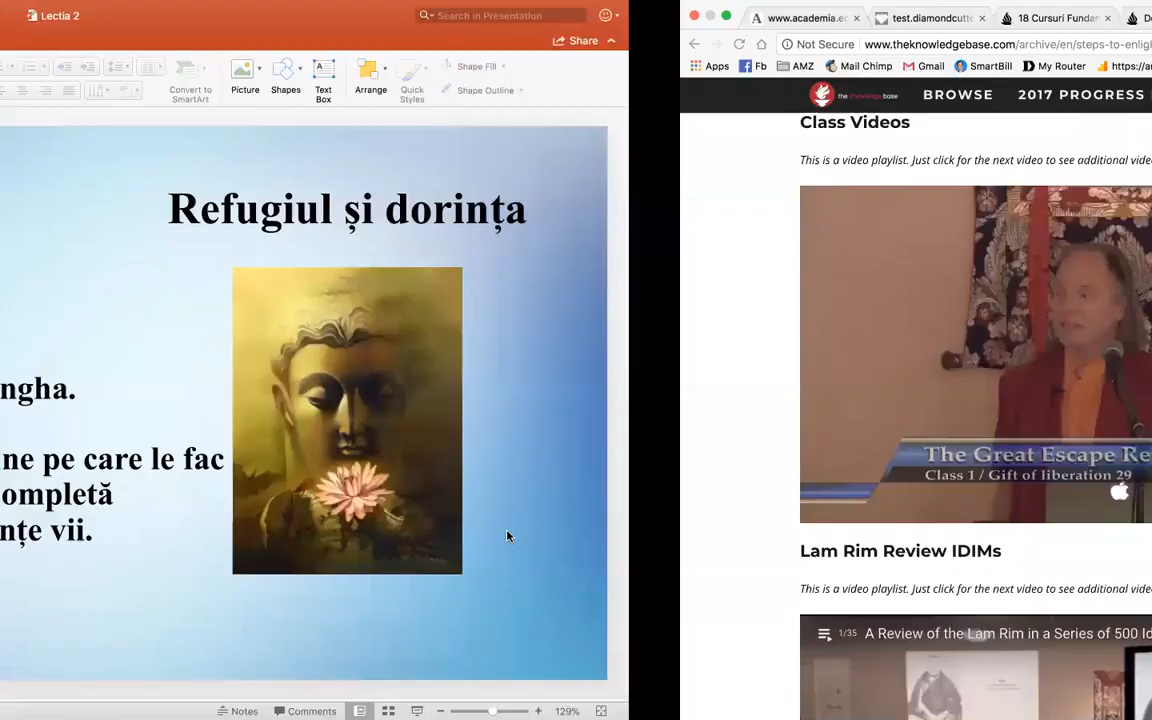 Lectia 2
Search in Presentation
Share
Convert to
SmartArt
Picture
Shapes
Text
Box
Arrange
Quick
Styles
Shape Fill
Shape Outline
Refugiul și dorința
ngha.
ne pe care le fac
ompletă
nțe vii.
Notes
Comments
129%
www.academia.ec
test.diamondcutt
18 Cursuri Funda
Not Secure
www.theknowledgebase.com/archive/en/steps-to-enlig
Apps
Fb
AMZ
Mail Chimp
Gmail
SmartBill
My Router
https://a
the knowledge base
BROWSE
2017 PROGRESS
Class Videos
This is a video playlist. Just click for the next video to see additional vide
The Great Escape Re
Class 1 / Gift of liberation 29
Lam Rim Review IDIMs
This is a video playlist. Just click for the next video to see additional vide
1/35
A Review of the Lam Rim in a Series of 500 Id